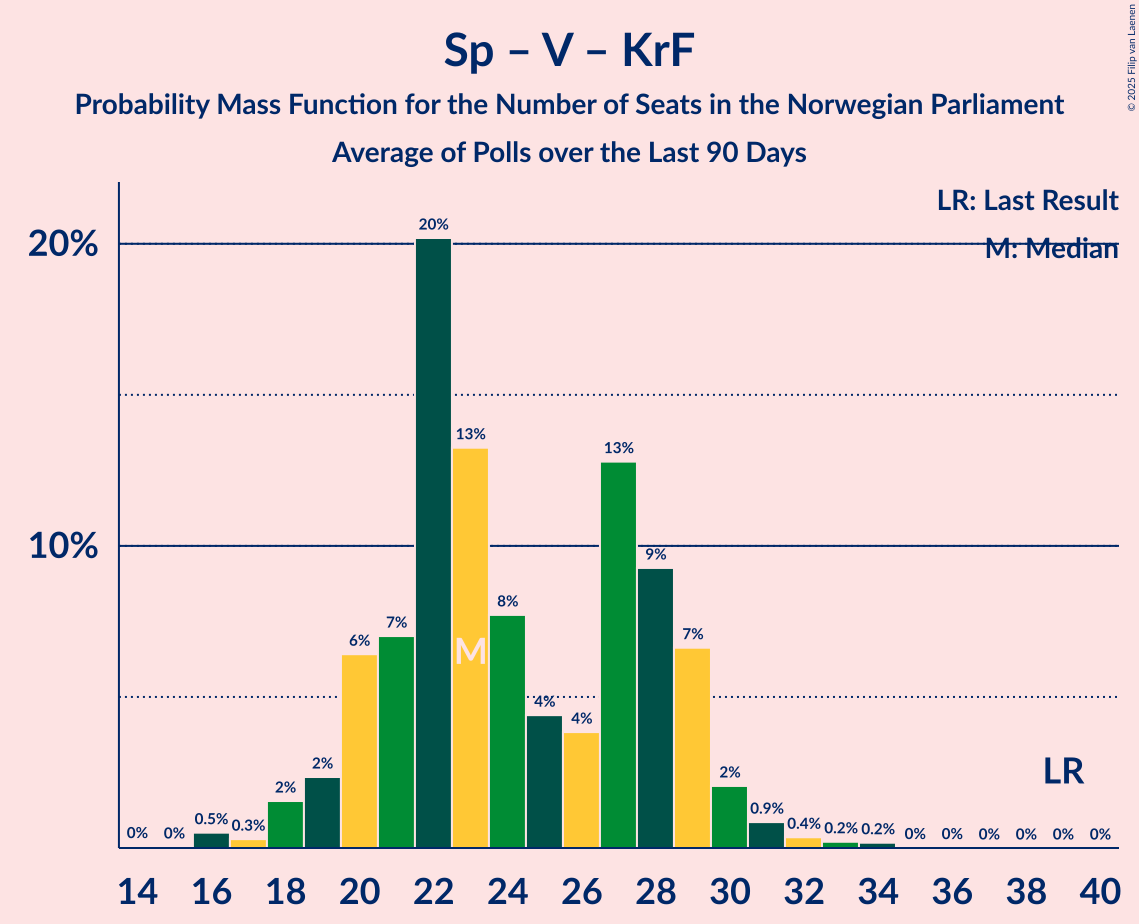 Sp – V – KrF
Probability Mass Function for the Number of Seats in the Norwegian Parliament
Average of Polls over the Last 90 Days
© 2025 Filip van Laenen
LR: Last Result
M: Median
20%
10%
0% 0% 0.5% 0.3% 2% 2% 6% 7% 20% 13% 8% 4% 4% 13% 9% 7% 2% 0.9% 0.4% 0.2% 0.2% 0% 0% 0% 0% 0% 0%
M
LR
14 16 18 20 22 24 26 28 30 32 34 36 38 40